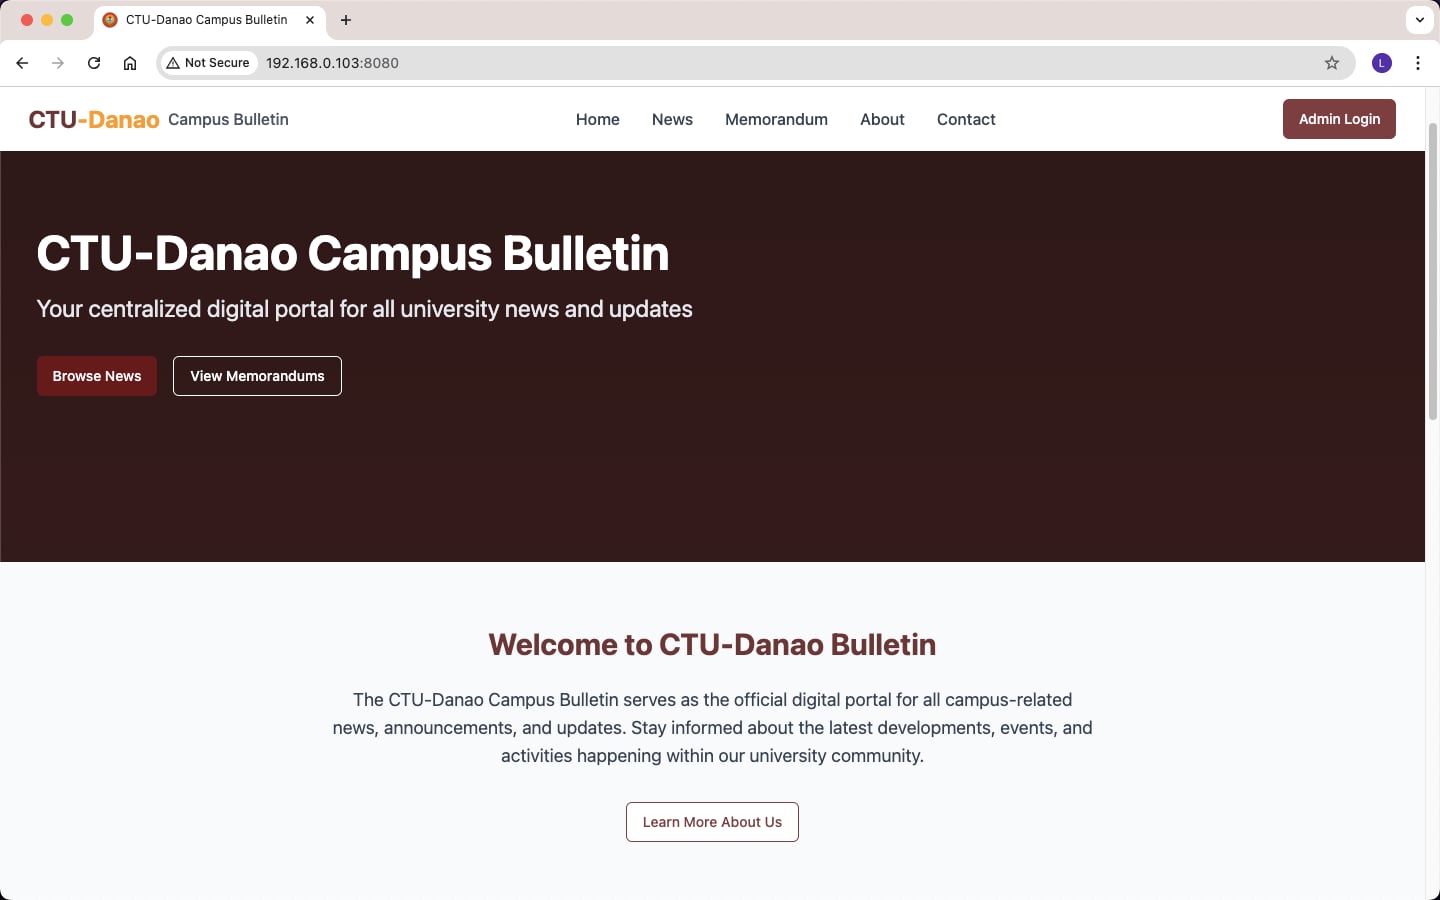 CTU-Danao Campus Bulletin
Not Secure
192.168.0.103:8080
L
CTU-Danao Campus Bulletin
Home
News
Memorandum
About
Contact
Admin Login
CTU-Danao Campus Bulletin
Your centralized digital portal for all university news and updates
Browse News
View Memorandums
Welcome to CTU-Danao Bulletin
The CTU-Danao Campus Bulletin serves as the official digital portal for all campus-related
news, announcements, and updates. Stay informed about the latest developments, events, and
activities happening within our university community.
Learn More About Us